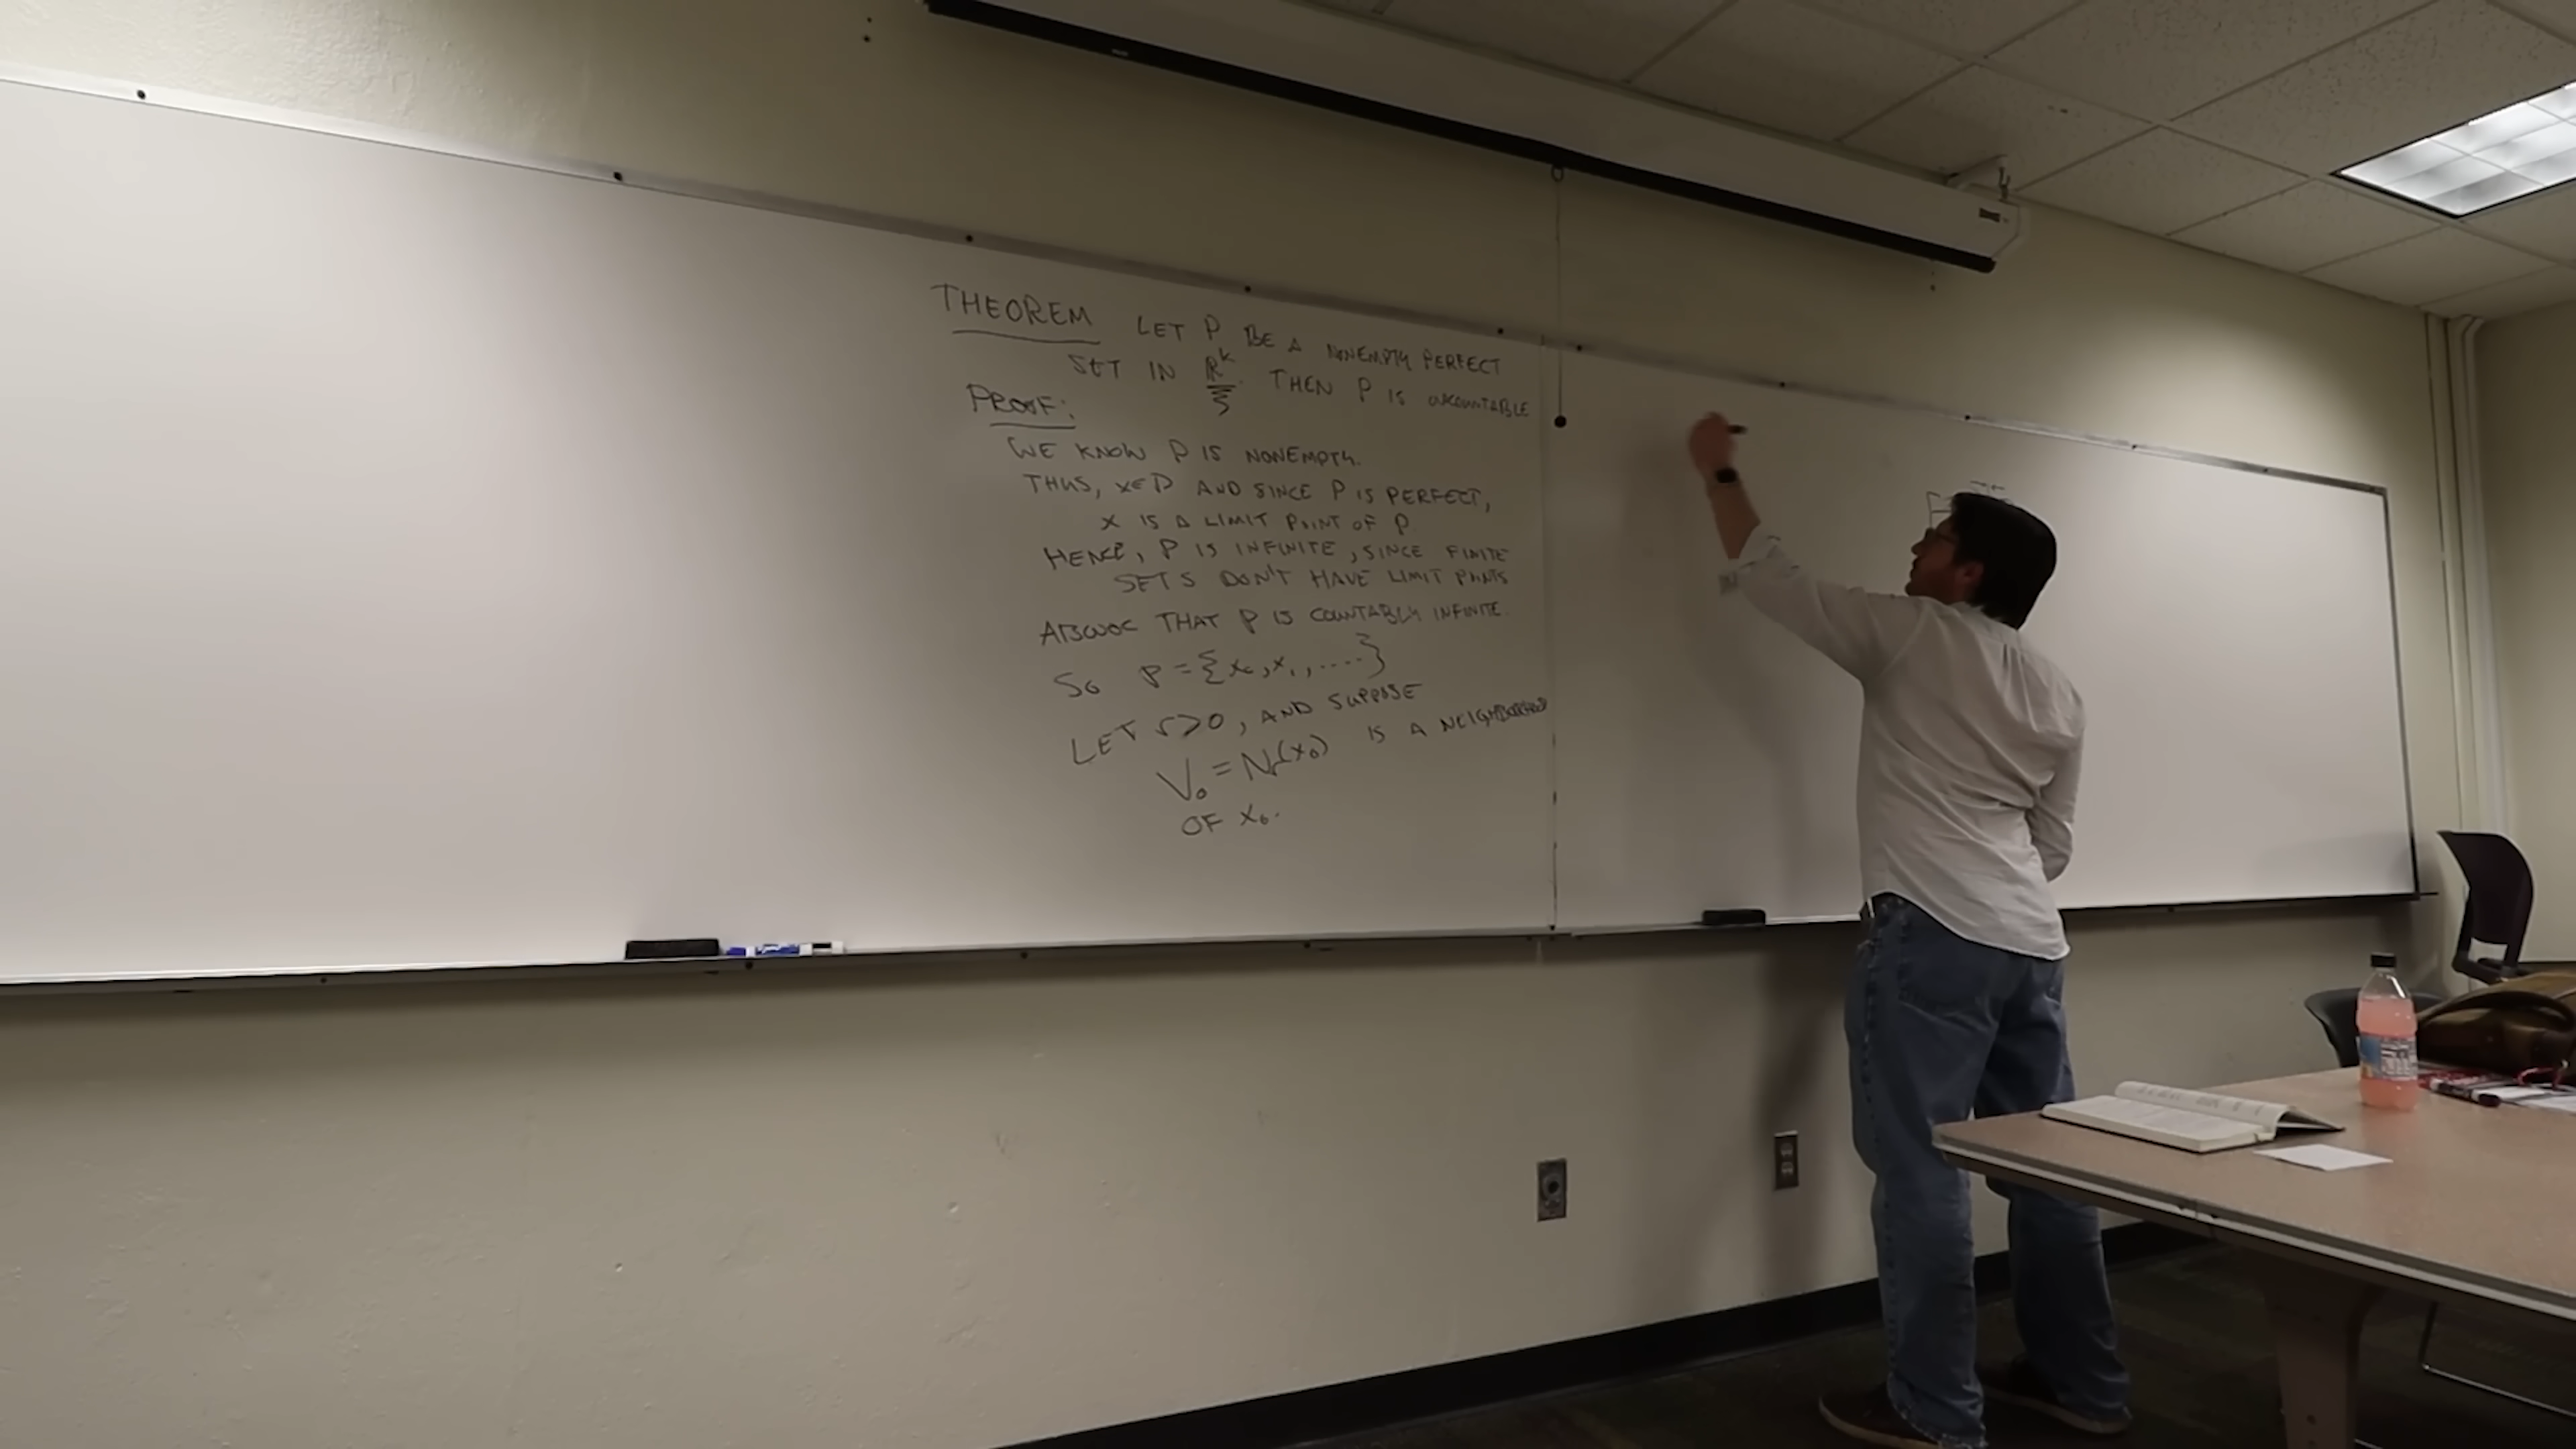 THEOREM LET P BE A NONEMPTY PERFECT
SET IN ℝᵏ. THEN P IS UNCOUNTABLE
PROOF:
WE KNOW P IS NONEMPTY.
THUS, x∈P AND SINCE P IS PERFECT,
X IS A LIMIT POINT OF P
HENCE, P IS INFINITE, SINCE FINITE
SETS DON'T HAVE LIMIT POINTS
ABWOC THAT P IS COUNTABLY INFINITE.
SO P = {x₀, x₁, ....}
LET r>0, AND SUPPOSE
V₀ = Nᵣ(x₀) IS A NEIGHBORHOOD
OF X₀.